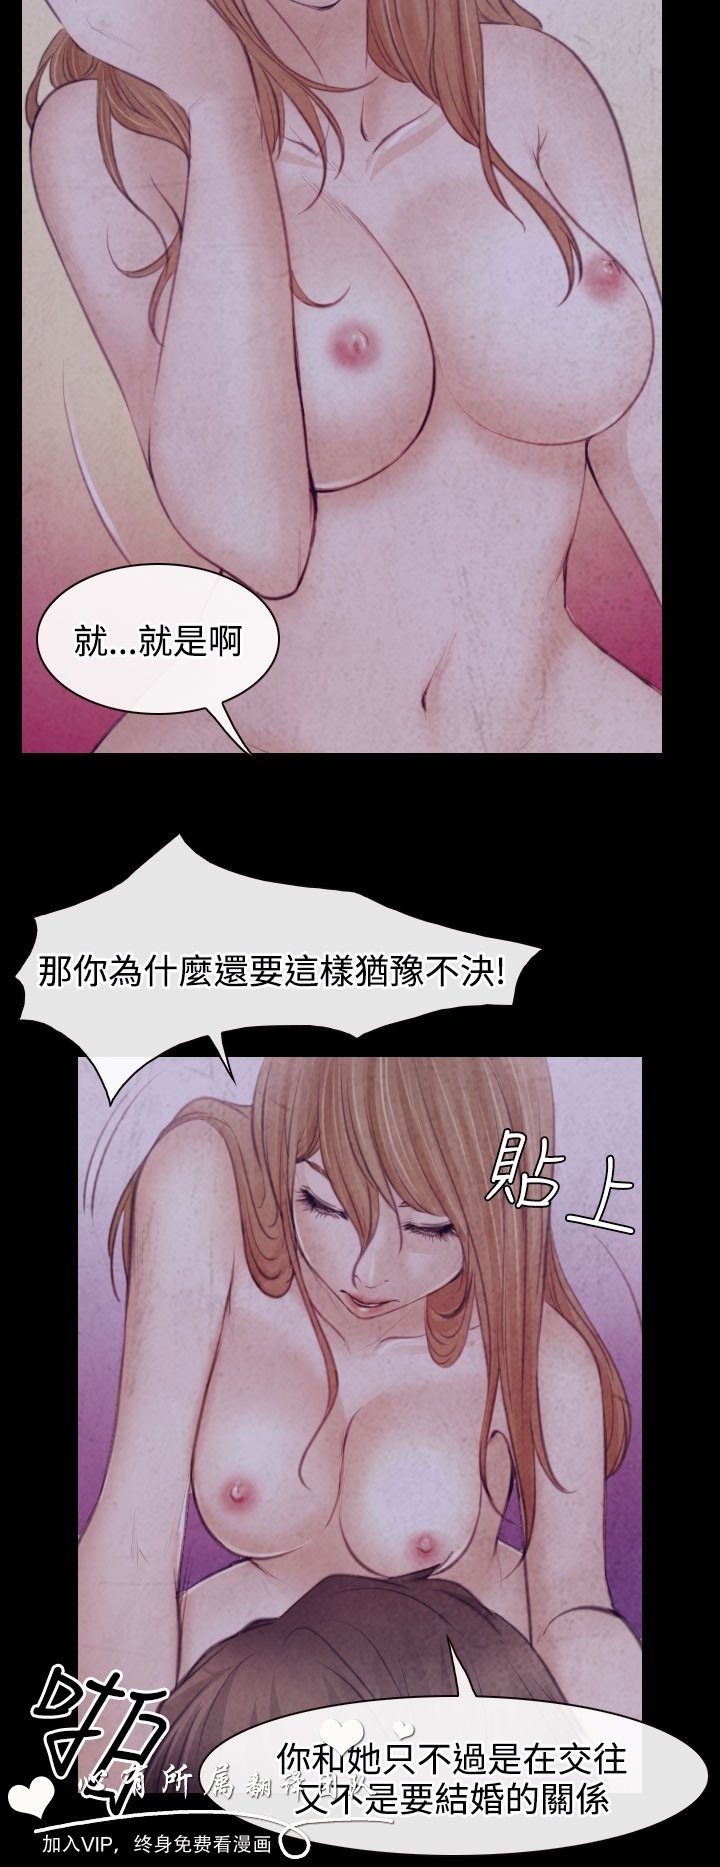 就...就是啊
那你為什麼還要這樣猶豫不決!
貼上
啪
你和她只不過是在交往
又不是要結婚的關係
心有所屬翻译团队
加入VIP，终身免费看漫画